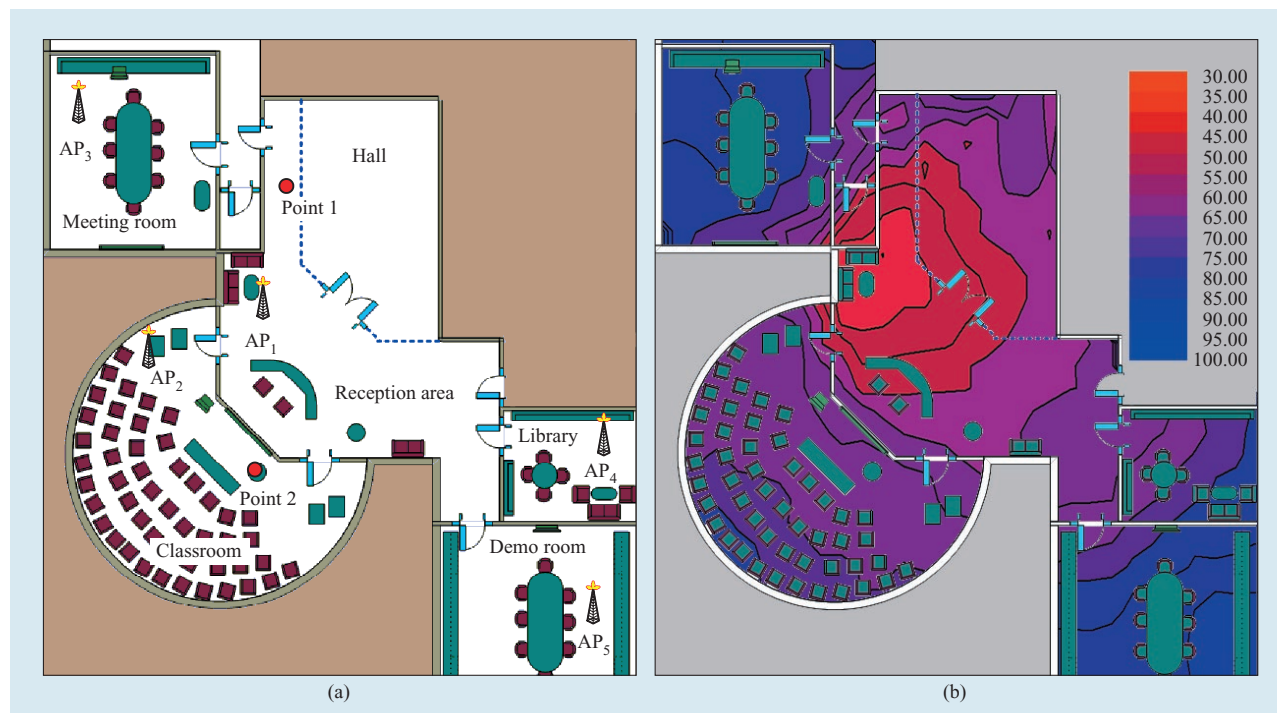 AP3
Hall
Point 1
Meeting room
AP1
AP2
Reception area
Library
AP4
Point 2
Classroom
Demo room
AP5
(a)
30.00
35.00
40.00
45.00
50.00
55.00
60.00
65.00
70.00
75.00
80.00
85.00
90.00
95.00
100.00
(b)